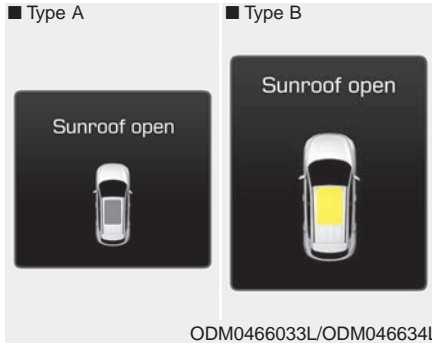 ■ Type A
■ Type B
Sunroof open
Sunroof open
ODM0466033L/ODM046634L